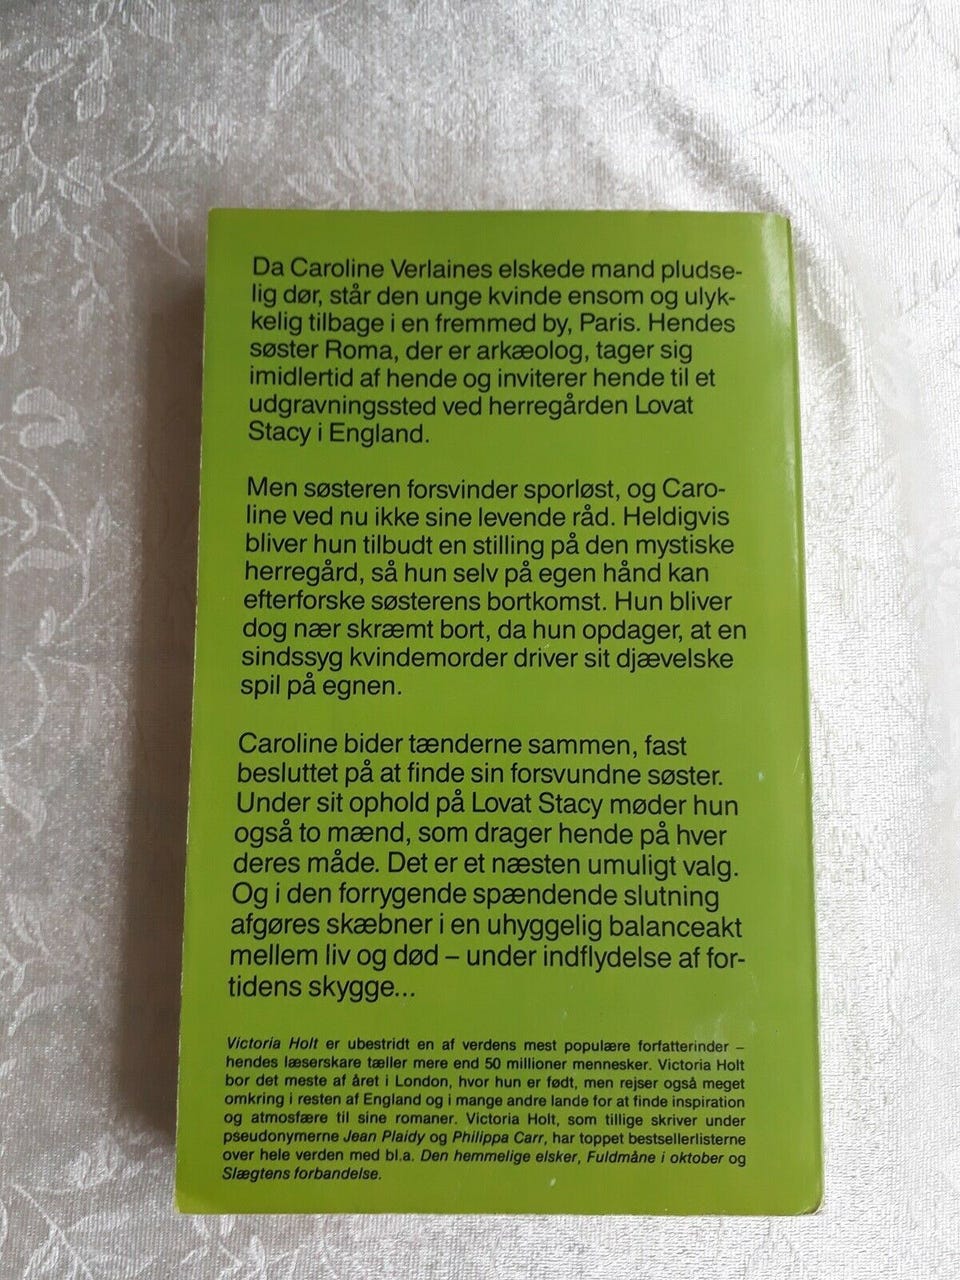 Da Caroline Verlaines elskede mand pludse-
lig dør, står den unge kvinde ensom og ulyk-
kelig tilbage i en fremmed by, Paris. Hendes
søster Roma, der er arkæolog, tager sig
imidlertid af hende og inviterer hende til et
udgravningssted ved herregården Lovat
Stacy i England.
Men søsteren forsvinder sporløst, og Caro-
line ved nu ikke sine levende råd. Heldigvis
bliver hun tilbudt en stilling på den mystiske
herregård, så hun selv på egen hånd kan
efterforske søsterens bortkomst. Hun bliver
dog nær skræmt bort, da hun opdager, at en
sindssyg kvindemorder driver sit djævelske
spil på egnen.
Caroline bider tænderne sammen, fast
besluttet på at finde sin forsvundne søster.
Under sit ophold på Lovat Stacy møder hun
også to mænd, som drager hende på hver
deres måde. Det er et næsten umuligt valg.
Og i den forrygende spændende slutning
afgøres skæbner i en uhyggelig balanceakt
mellem liv og død – under indflydelse af for-
tidens skygge...
Victoria Holt er ubestridt en af verdens mest populære forfatterinder –
hendes læserskare tæller mere end 50 millioner mennesker. Victoria Holt
bor det meste af året i London, hvor hun er født, men rejser også meget
omkring i resten af England og i mange andre lande for at finde inspiration
og atmosfære til sine romaner. Victoria Holt, som tillige skriver under
pseudonymerne Jean Plaidy og Philippa Carr, har toppet bestsellerlisterne
over hele verden med bl.a. Den hemmelige elsker, Fuldmåne i oktober og
Slægtens forbandelse.